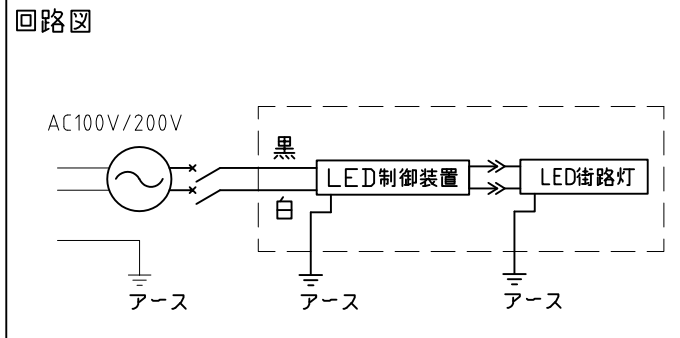 回路図
AC100V/200V
黒
LED制御装置
LED街路灯
白
アース
アース
アース